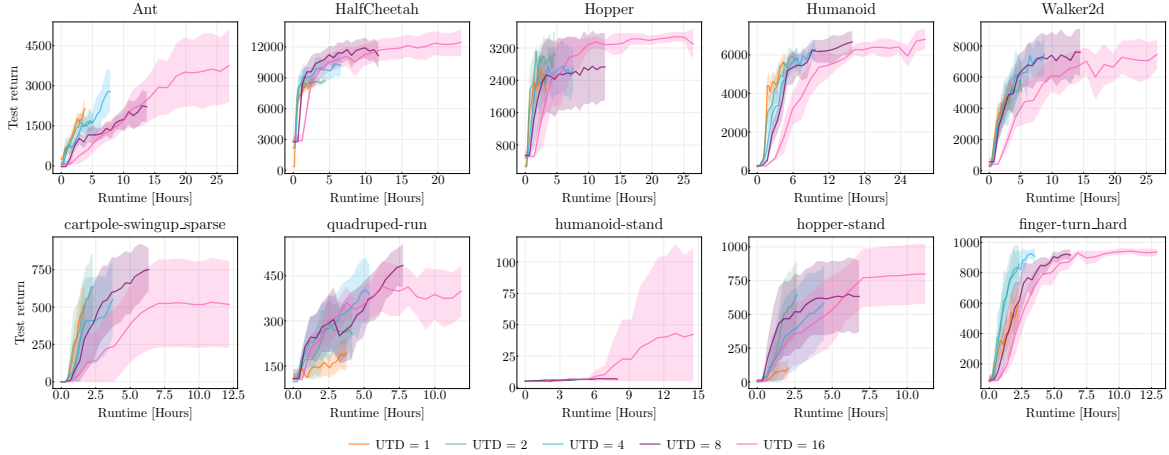 Ant HalfCheetah Hopper Humanoid Walker2d
Test return
4500
3000
1500
0
0 5 10 15 20 25
Runtime [Hours]
12000
9000
6000
3000
0
0 5 10 15 20
Runtime [Hours]
3200
2400
1600
800
0 5 10 15 20 25
Runtime [Hours]
6000
4000
2000
0
0 6 12 18 24
Runtime [Hours]
8000
6000
4000
2000
0
0 5 10 15 20 25
Runtime [Hours]
cartpole-swingup_sparse quadruped-run humanoid-stand hopper-stand finger-turn_hard
Test return
750
500
250
0
0.0 2.5 5.0 7.5 10.0 12.5
Runtime [Hours]
450
300
150
0.0 2.5 5.0 7.5 10.0
Runtime [Hours]
100
75
50
25
0
0 3 6 9 12 15
Runtime [Hours]
1000
750
500
250
0
0 2 4 6 8 10
Runtime [Hours]
1000
800
600
400
200
0.0 2.5 5.0 7.5 10.0 12.5
Runtime [Hours]
UTD = 1 UTD = 2 UTD = 4 UTD = 8 UTD = 16